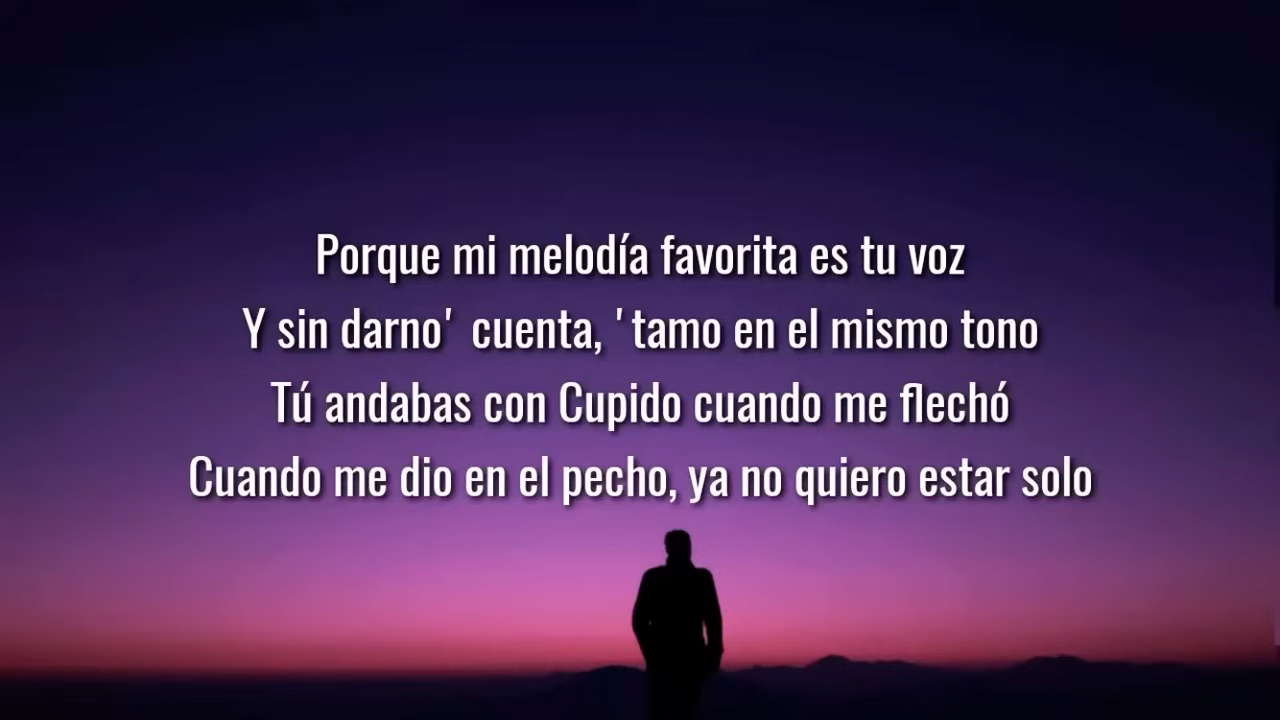 Porque mi melodía favorita es tu voz
Y sin darno' cuenta, 'tamo en el mismo tono
Tú andabas con Cupido cuando me flechó
Cuando me dio en el pecho, ya no quiero estar solo